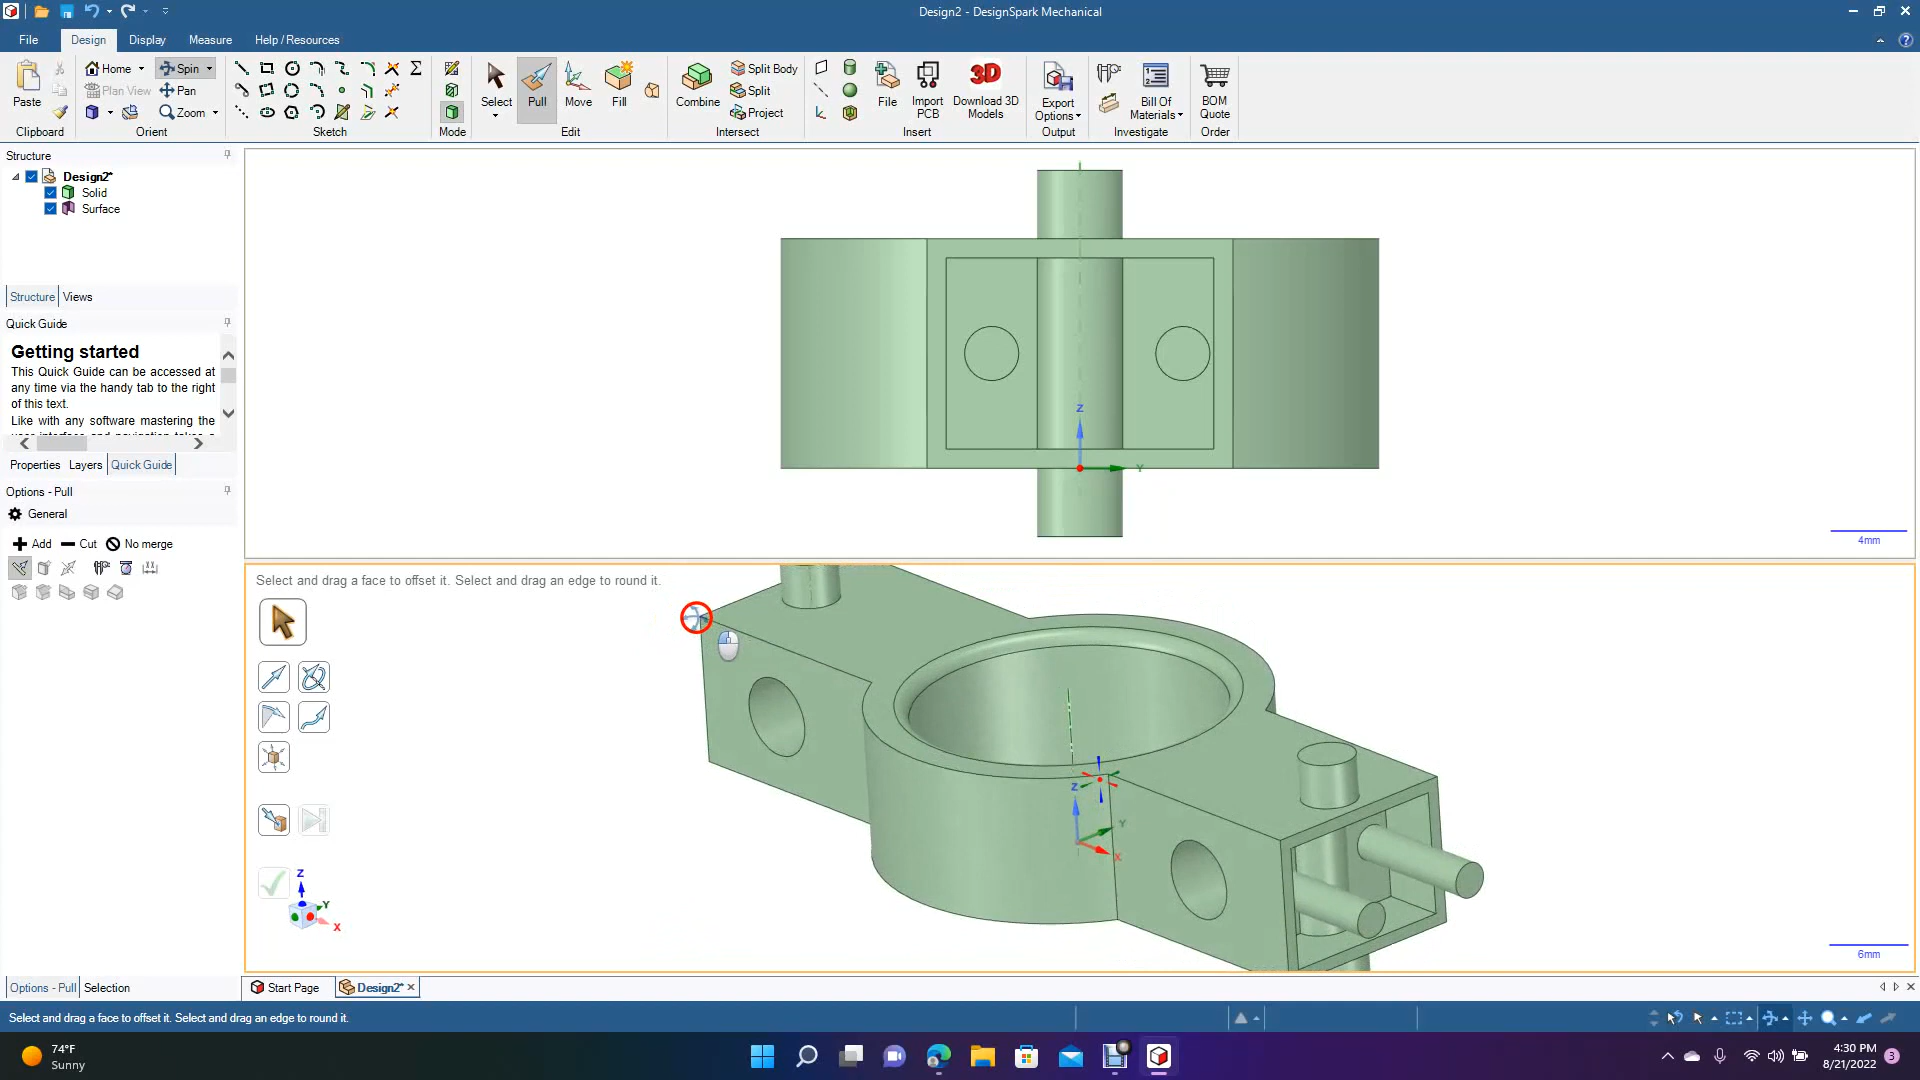 Design2 - DesignSpark Mechanical
File Design Display Measure Help / Resources
Paste
Clipboard
Home Spin
Plan View Pan
Zoom
Orient
Sketch
Mode
Select Pull Move Fill
Edit
Combine Split Body
Split
Project
Intersect
File Import PCB Download 3D Models
3D
Insert
Export Options
Output
Bill Of Materials
Investigate
BOM Quote
Order
Structure
Design2*
Solid
Surface
Structure Views
Quick Guide
Getting started
This Quick Guide can be accessed at
any time via the handy tab to the right
of this text.
Like with any software mastering the
Properties Layers Quick Guide
Options - Pull
General
Add Cut No merge
Z
Y
4mm
Select and drag a face to offset it. Select and drag an edge to round it.
Z
Y
X
Z
Y
X
6mm
Options - Pull Selection
Start Page Design2*
Select and drag a face to offset it. Select and drag an edge to round it.
74°F
Sunny
4:30 PM
8/21/2022
3